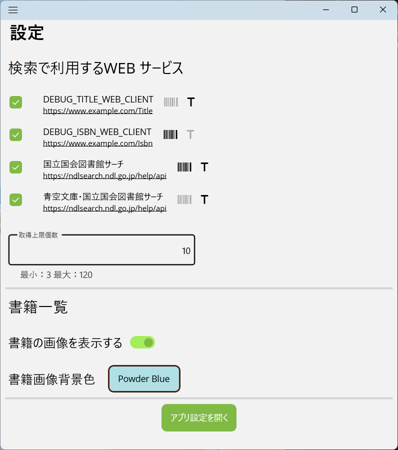 設定
検索で利用するWEB サービス
DEBUG_TITLE_WEB_CLIENT
https://www.example.com/Title
DEBUG_ISBN_WEB_CLIENT
https://www.example.com/Isbn
国立国会図書館サーチ
https://ndlsearch.ndl.go.jp/help/api
青空文庫・国立国会図書館サーチ
https://ndlsearch.ndl.go.jp/help/api
取得上限個数
10
最小：3 最大：120
書籍一覧
書籍の画像を表示する
書籍画像背景色
Powder Blue
アプリ設定を開く